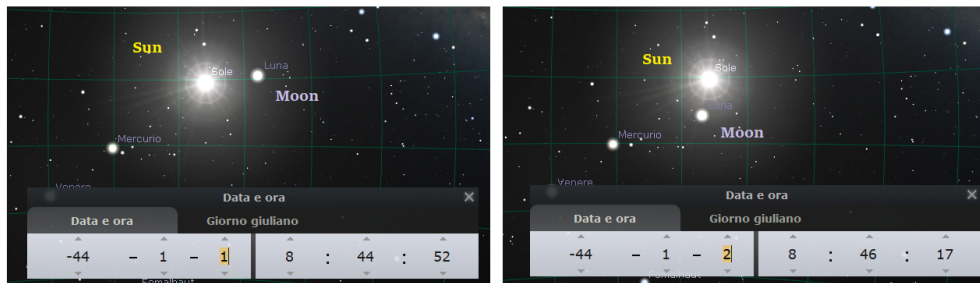 Sun
Sole
Luna
Moon
Mercurio
Venere
Data e ora
Data e ora
Giorno giuliano
-44 - 1 - 1 8 : 44 : 52
Fomalhaut
Sun
Sole
Luna
Moon
Mercurio
Venere
Data e ora
Data e ora
Giorno giuliano
-44 - 1 - 2 8 : 46 : 17
Fomalhaut